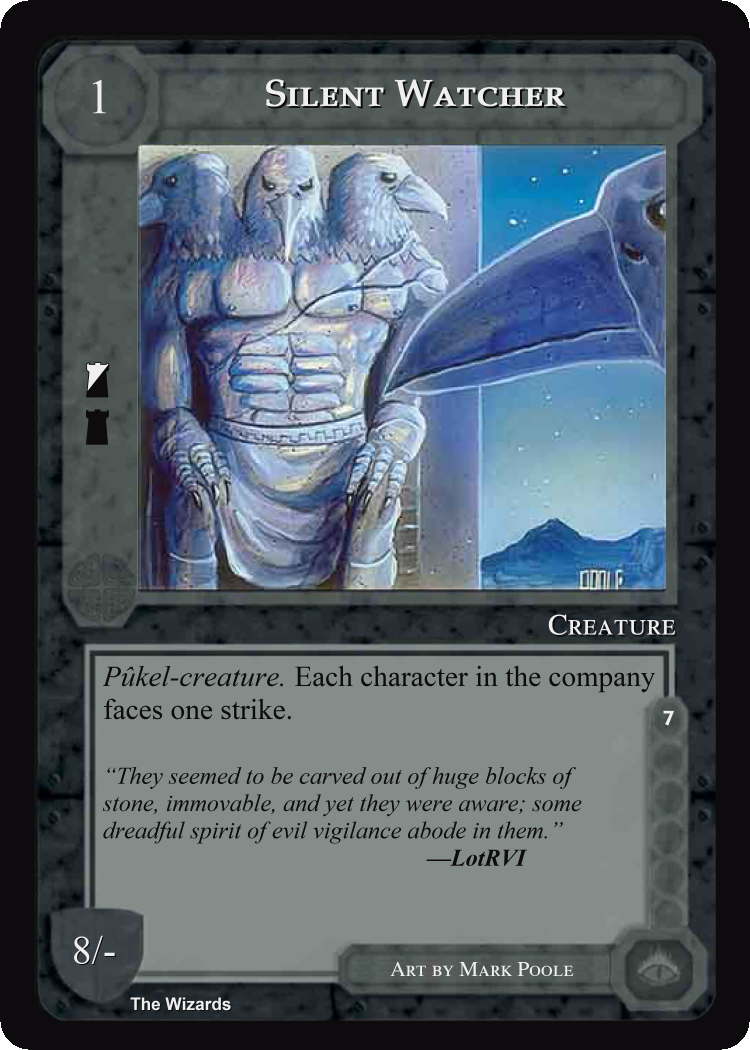 1
SILENT WATCHER
CREATURE
Pûkel-creature. Each character in the company
faces one strike.
7
“They seemed to be carved out of huge blocks of
stone, immovable, and yet they were aware; some
dreadful spirit of evil vigilance abode in them.”
—LotRVI
8/-
ART BY MARK POOLE
The Wizards